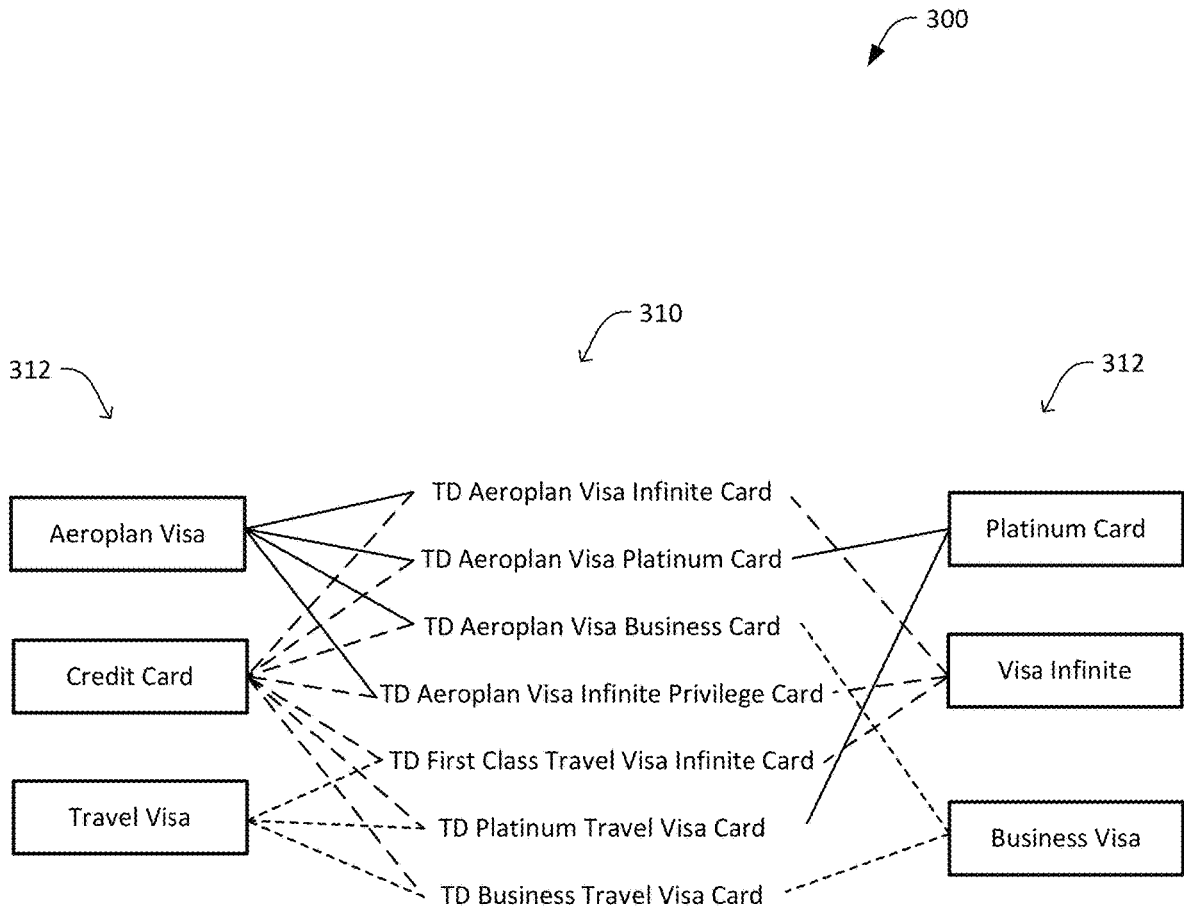 300
310
312
312
TD Aeroplan Visa Infinite Card
Aeroplan Visa
Platinum Card
TD Aeroplan Visa Platinum Card
TD Aeroplan Visa Business Card
Credit Card
Visa Infinite
TD Aeroplan Visa Infinite Privilege Card
TD First Class Travel Visa Infinite Card
Travel Visa
TD Platinum Travel Visa Card
Business Visa
TD Business Travel Visa Card